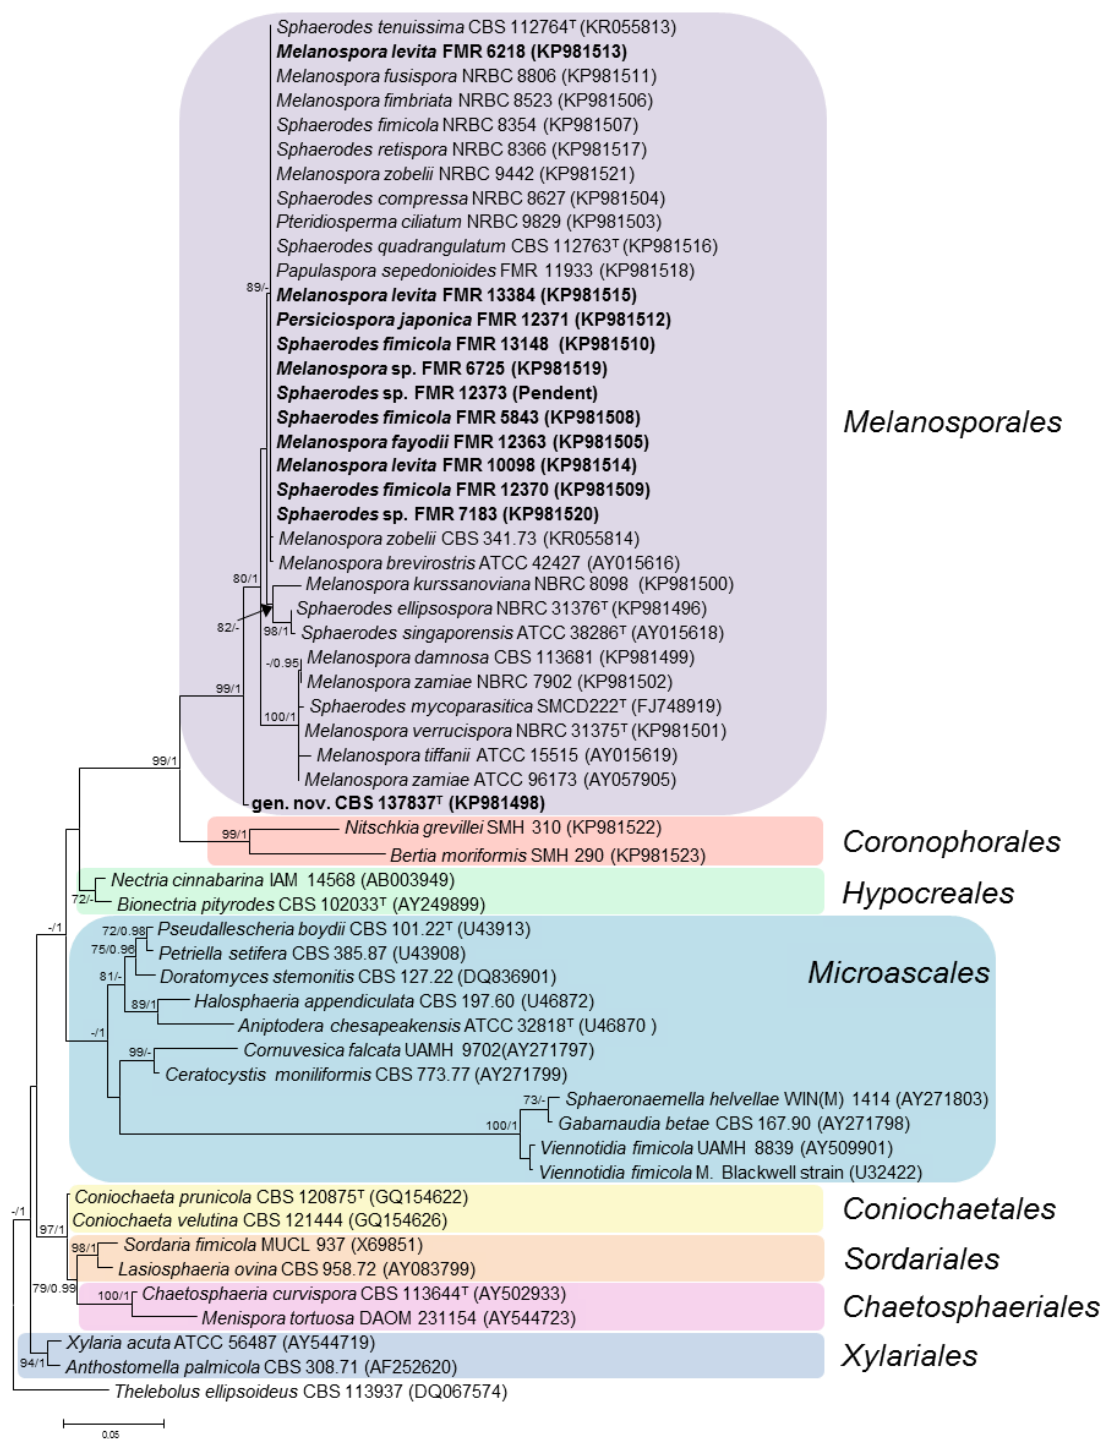 Sphaerodes tenuissima CBS 112764ᵀ (KR055813)
Melanospora levita FMR 6218 (KP981513)
Melanospora fusispora NRBC 8806 (KP981511)
Melanospora fimbriata NRBC 8523 (KP981506)
Sphaerodes fimicola NRBC 8354 (KP981507)
Sphaerodes retispora NRBC 8366 (KP981517)
Melanospora zobelii NRBC 9442 (KP981521)
Sphaerodes compressa NRBC 8627 (KP981504)
Pteridiosperma ciliatum NRBC 9829 (KP981503)
Sphaerodes quadrangulatum CBS 112763ᵀ (KP981516)
Papulaspora sepedonioides FMR 11933 (KP981518)
89/-
Melanospora levita FMR 13384 (KP981515)
Persiciospora japonica FMR 12371 (KP981512)
Sphaerodes fimicola FMR 13148 (KP981510)
Melanospora sp. FMR 6725 (KP981519)
Sphaerodes sp. FMR 12373 (Pendent)
Sphaerodes fimicola FMR 5843 (KP981508)
Melanosporales
Melanospora fayodii FMR 12363 (KP981505)
Melanospora levita FMR 10098 (KP981514)
Sphaerodes fimicola FMR 12370 (KP981509)
Sphaerodes sp. FMR 7183 (KP981520)
Melanospora zobelii CBS 341.73 (KR055814)
Melanospora brevirostris ATCC 42427 (AY015616)
80/1
Melanospora kurssanoviana NBRC 8098 (KP981500)
Sphaerodes ellipsospora NBRC 31376ᵀ (KP981496)
82/-
98/1
Sphaerodes singaporensis ATCC 38286ᵀ (AY015618)
Melanospora damnosa CBS 113681 (KP981499)
-/0.95
Melanospora zamiae NBRC 7902 (KP981502)
99/1
Sphaerodes mycoparasitica SMCD222ᵀ (FJ748919)
100/1
Melanospora verrucispora NBRC 31375ᵀ (KP981501)
Melanospora tiffanii ATCC 15515 (AY015619)
99/1
Melanospora zamiae ATCC 96173 (AY057905)
gen. nov. CBS 137837ᵀ (KP981498)
99/1
Nitschkia grevillei SMH 310 (KP981522)
Coronophorales
Bertia moriformis SMH 290 (KP981523)
Nectria cinnabarina IAM 14568 (AB003949)
Hypocreales
72/-
Bionectria pityrodes CBS 102033ᵀ (AY249899)
-/1
72/0.98
Pseudallescheria boydii CBS 101.22ᵀ (U43913)
75/0.96
Petriella setifera CBS 385.87 (U43908)
Microascales
81/-
Doratomyces stemonitis CBS 127.22 (DQ836901)
89/1
Halosphaeria appendiculata CBS 197.60 (U46872)
Aniptodera chesapeakensis ATCC 32818ᵀ (U46870 )
-/1
99/-
Cornuvesica falcata UAMH 9702(AY271797)
Ceratocystis moniliformis CBS 773.77 (AY271799)
73/-
Sphaeronaemella helvellae WIN(M) 1414 (AY271803)
100/1
Gabarnaudia betae CBS 167.90 (AY271798)
Viennotidia fimicola UAMH 8839 (AY509901)
Viennotidia fimicola M. Blackwell strain (U32422)
Coniochaeta prunicola CBS 120875ᵀ (GQ154622)
Coniochaetales
-/1
Coniochaeta velutina CBS 121444 (GQ154626)
97/1
98/1
Sordaria fimicola MUCL 937 (X69851)
Sordariales
Lasiosphaeria ovina CBS 958.72 (AY083799)
79/0.99
100/1
Chaetosphaeria curvispora CBS 113644ᵀ (AY502933)
Chaetosphaeriales
Menispora tortuosa DAOM 231154 (AY544723)
Xylaria acuta ATCC 56487 (AY544719)
Xylariales
94/1
Anthostomella palmicola CBS 308.71 (AF252620)
Thelebolus ellipsoideus CBS 113937 (DQ067574)
0.05